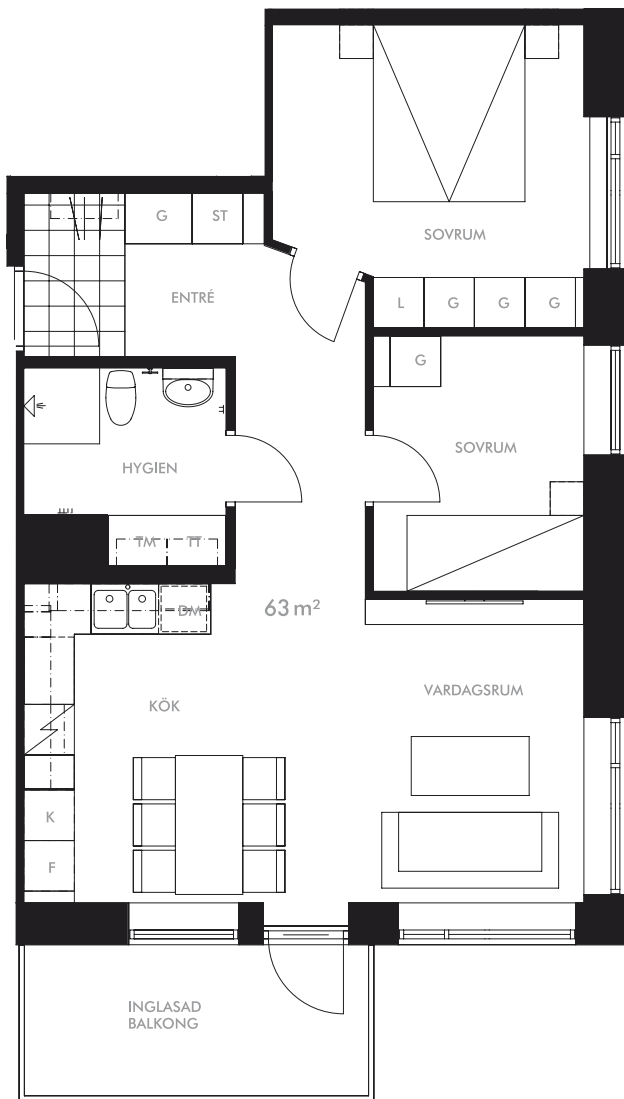 SOVRUM
G
ST
ENTRÉ
L
G
G
G
G
SOVRUM
HYGIEN
TM
TT
DM
63 m²
VARDAGSRUM
KÖK
K
F
INGLASAD
BALKONG